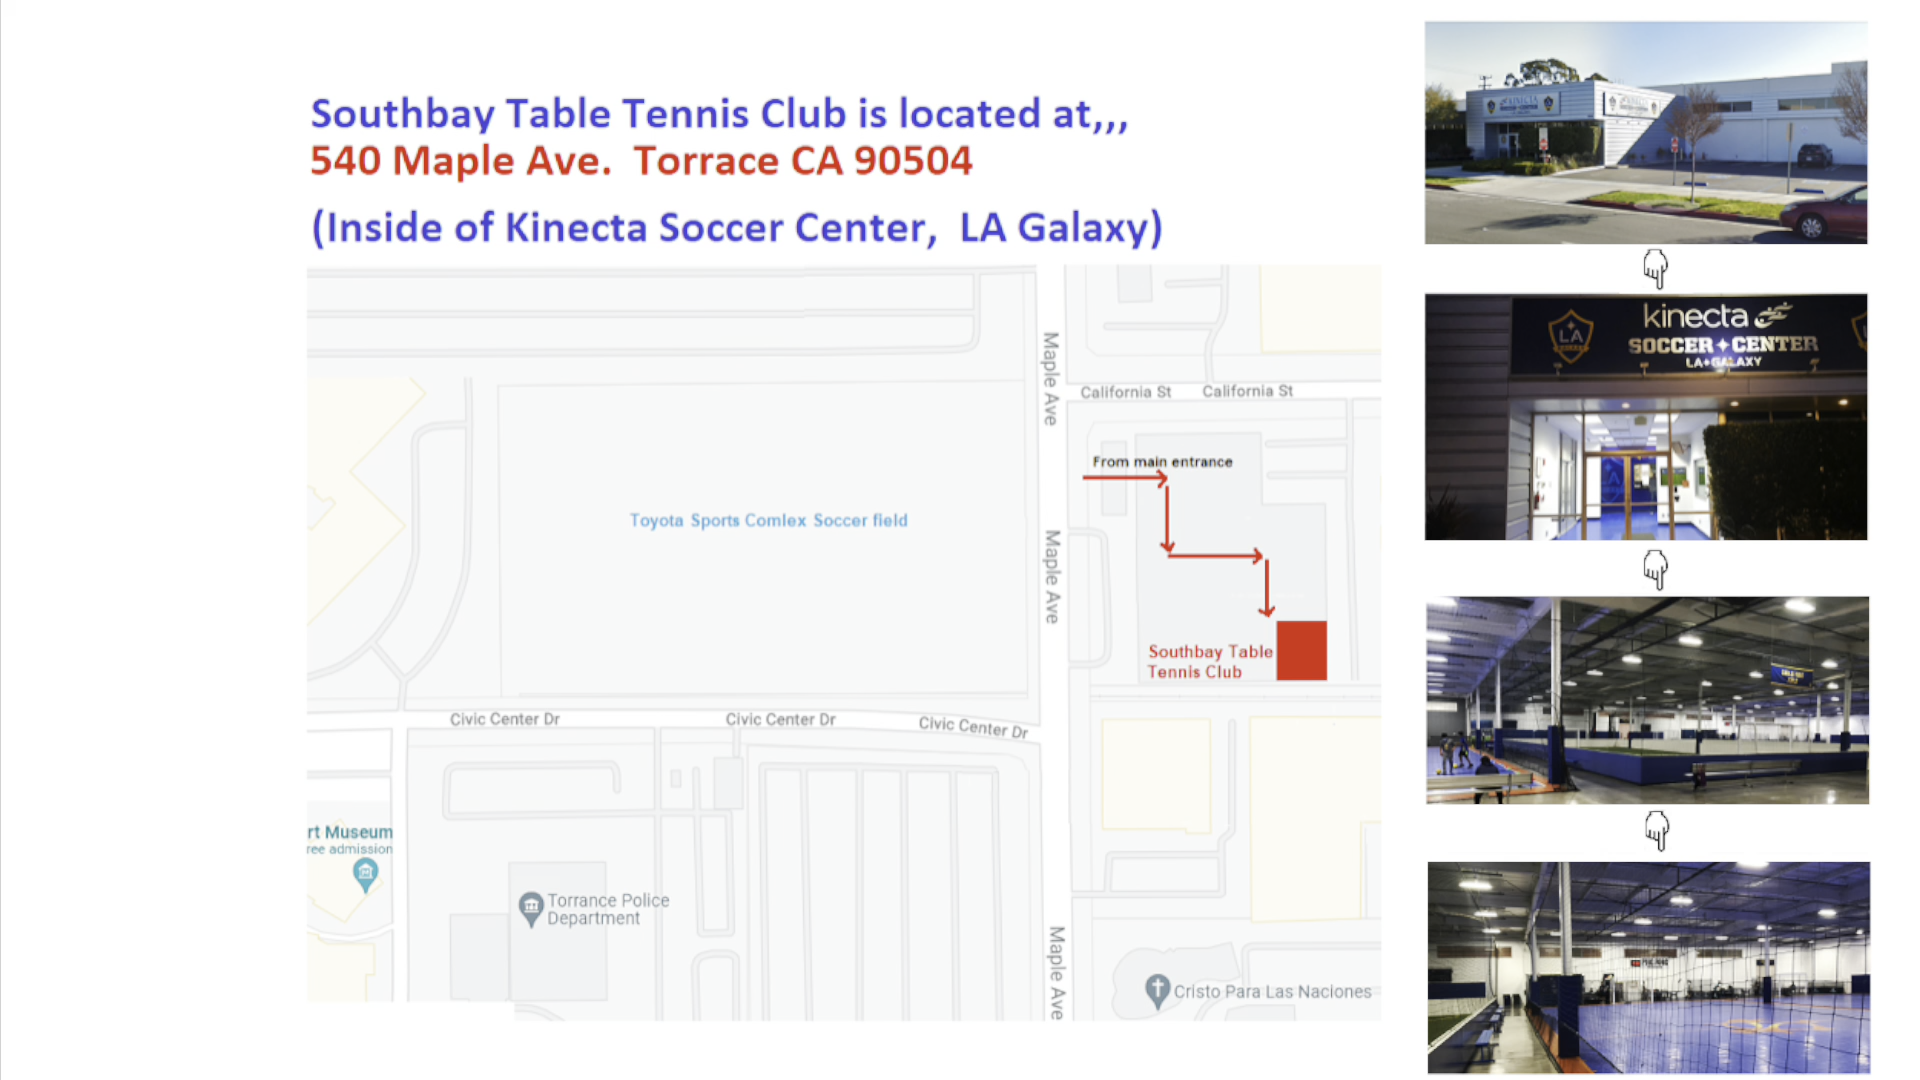 Southbay Table Tennis Club is located at,,,
540 Maple Ave. Torrace CA 90504
(Inside of Kinecta Soccer Center, LA Galaxy)
Maple Ave
California St California St
From main entrance
Toyota Sports Comlex Soccer field
Maple Ave
Southbay Table
Tennis Club
Civic Center Dr Civic Center Dr Civic Center Dr
rt Museum
ree admission
Torrance Police
Department
Maple Ave
Cristo Para Las Naciones
KINECTA
LA
kinecta
SOCCER CENTER
LA GALAXY